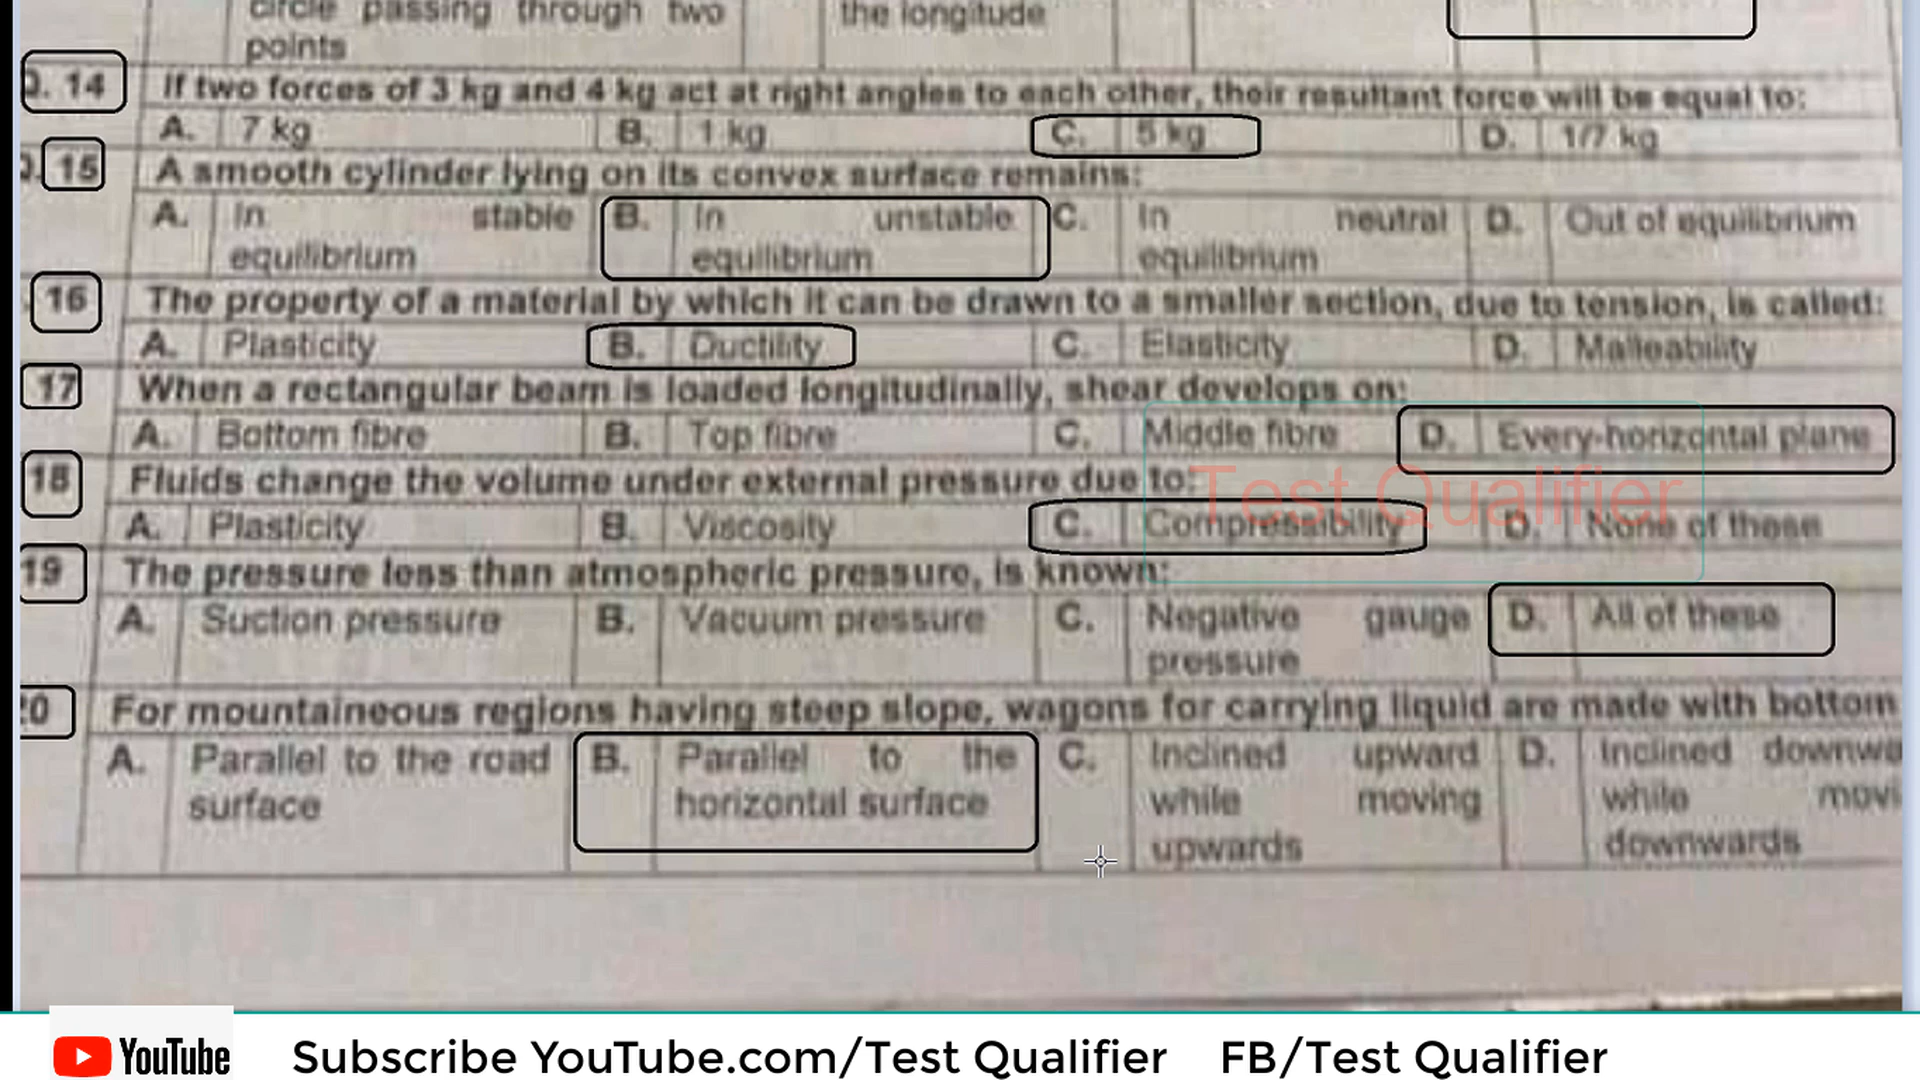 circle passing through two
the longitude
points
Q. 14 If two forces of 3 kg and 4 kg act at right angles to each other, their resultant force will be equal to:
A. 7 kg B. 1 kg C. 5 kg D. 1/7 kg
15 A smooth cylinder lying on its convex surface remains:
A. In stable B. In unstable C. In neutral D. Out of equilibrium
equilibrium equilibrium equilibrium
16 The property of a material by which it can be drawn to a smaller section, due to tension, is called:
A. Plasticity B. Ductility C. Elasticity D. Malleability
17 When a rectangular beam is loaded longitudinally, shear develops on:
A. Bottom fibre B. Top fibre C. Middle fibre D. Every-horizontal plane
18 Fluids change the volume under external pressure due to:
Test Qualifier
A. Plasticity B. Viscosity C. Compressibility D. None of these
19 The pressure less than atmospheric pressure, is known:
A. Suction pressure B. Vacuum pressure C. Negative gauge D. All of these
pressure
20 For mountaineous regions having steep slope, wagons for carrying liquid are made with bottom
A. Parallel to the road B. Parallel to the C. Inclined upward D. Inclined downwa
surface horizontal surface while moving while movi
upwards downwards
YouTube Subscribe YouTube.com/Test Qualifier FB/Test Qualifier